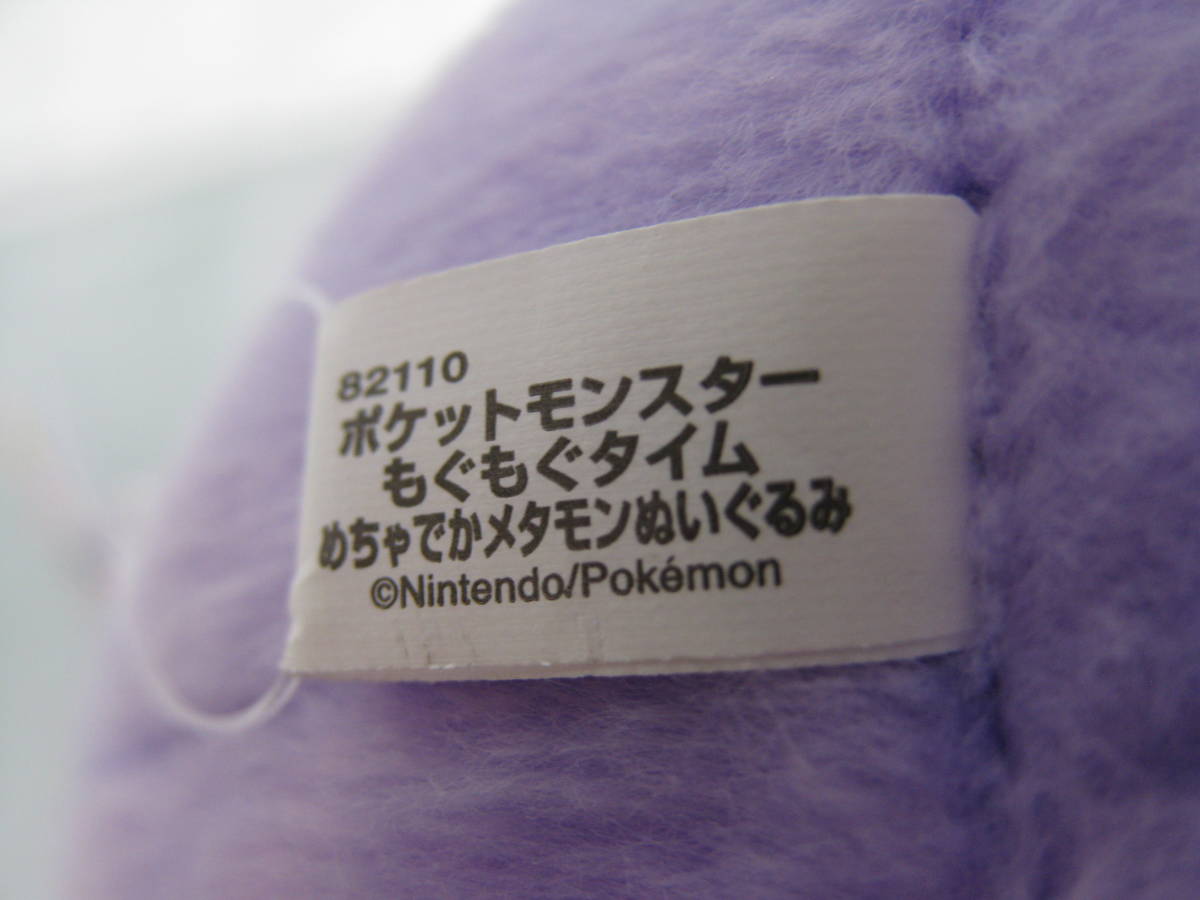 82110
ポケットモンスター
もぐもぐタイム
めちゃでかメタモンぬいぐるみ
©Nintendo/Pokémon